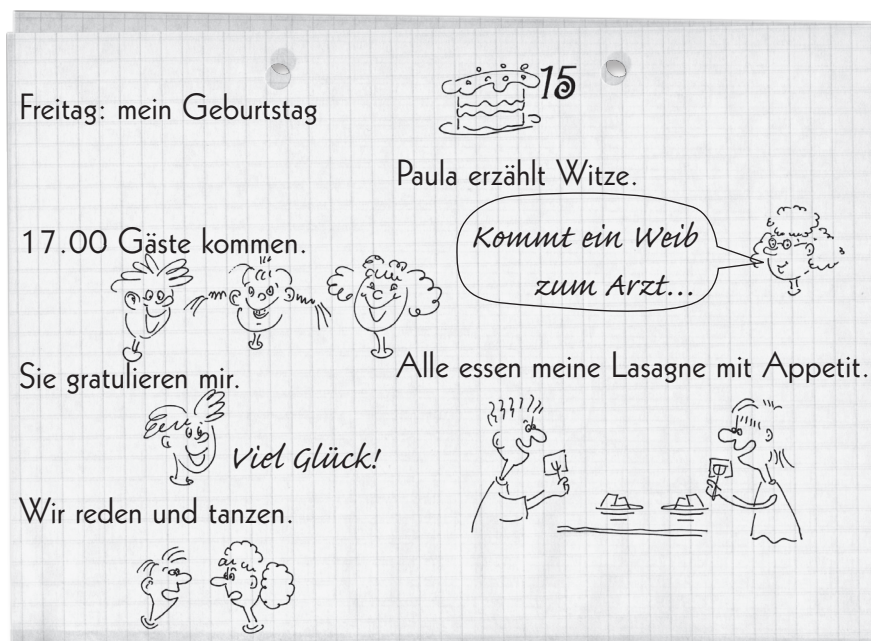 Freitag: mein Geburtstag
17.00 Gäste kommen.
Sie gratulieren mir.
Viel Glück!
Wir reden und tanzen.
15
Paula erzählt Witze.
Kommt ein Weib
zum Arzt...
Alle essen meine Lasagne mit Appetit.